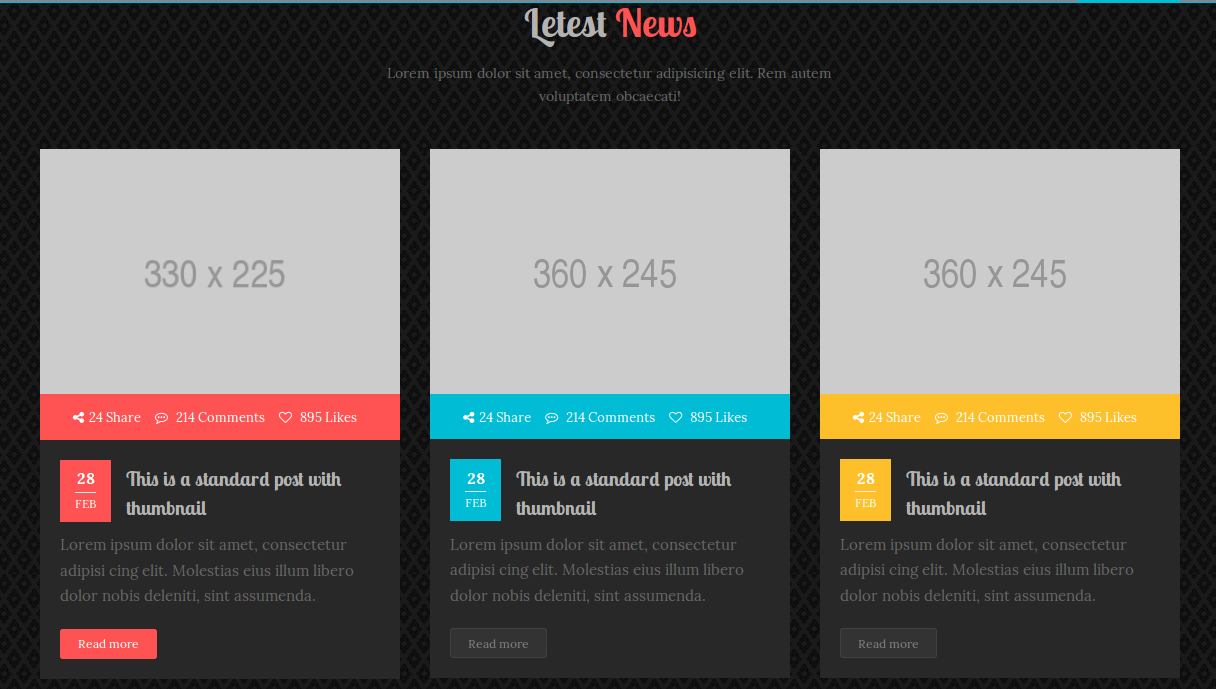 Letest News
Lorem ipsum dolor sit amet, consectetur adipisicing elit. Rem autem
voluptatem obcaecati!
330 x 225
24 Share 214 Comments 895 Likes
28
FEB
This is a standard post with
thumbnail
Lorem ipsum dolor sit amet, consectetur
adipisi cing elit. Molestias eius illum libero
dolor nobis deleniti, sint assumenda.
Read more
360 x 245
24 Share 214 Comments 895 Likes
28
FEB
This is a standard post with
thumbnail
Lorem ipsum dolor sit amet, consectetur
adipisi cing elit. Molestias eius illum libero
dolor nobis deleniti, sint assumenda.
Read more
360 x 245
24 Share 214 Comments 895 Likes
28
FEB
This is a standard post with
thumbnail
Lorem ipsum dolor sit amet, consectetur
adipisi cing elit. Molestias eius illum libero
dolor nobis deleniti, sint assumenda.
Read more